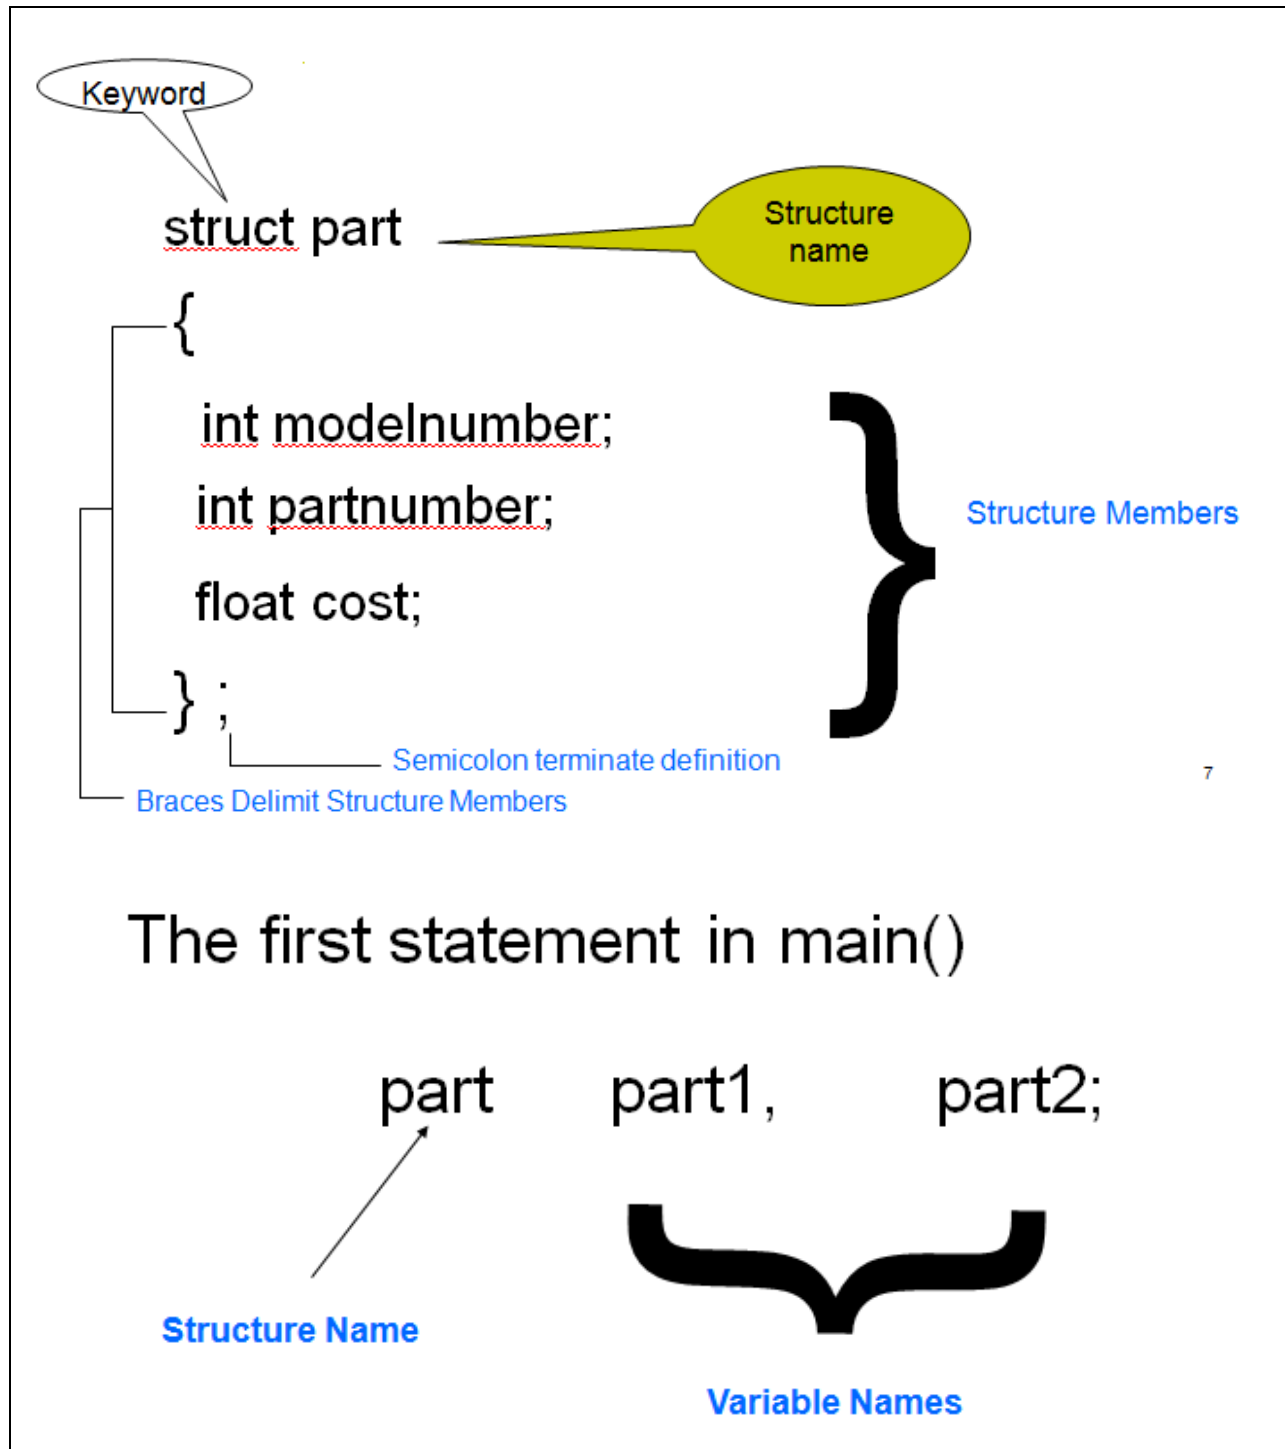 Keyword
struct part
Structure
name
{
int modelnumber;
int partnumber;
float cost;
Structure Members
} ;
Semicolon terminate definition
7
Braces Delimit Structure Members
The first statement in main()
part part1, part2;
Structure Name
Variable Names